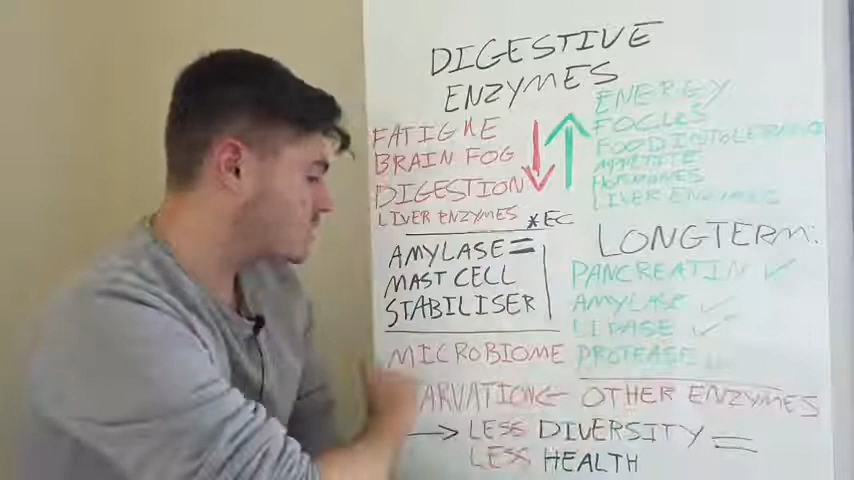 DIGESTIVE
ENZYMES
FATIGUE
BRAIN FOG
DIGESTION
LIVER ENZYMES *EC
ENERGY
FOCUS
FOOD INTOLERANCE
APPETITE
HORMONES
LIVER ENZYMES
AMYLASE =
MAST CELL
STABILISER
LONGTERM:
PANCREATIN ✓
AMYLASE ✓
LIPASE ✓
PROTEASE
MICROBIOME
ARVATION
OTHER ENZYMES
→ LESS DIVERSITY =
LESS HEALTH